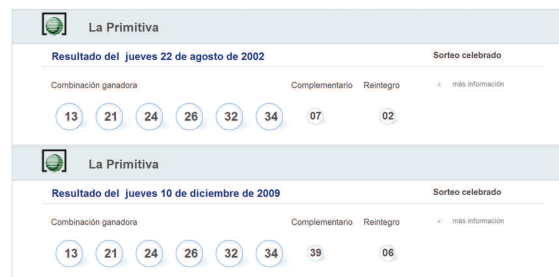 La Primitiva
Resultado del jueves 22 de agosto de 2002 Sorteo celebrado
Combinación ganadora Complementario Reintegro más información
13 21 24 26 32 34 07 02
La Primitiva
Resultado del jueves 10 de diciembre de 2009 Sorteo celebrado
Combinación ganadora Complementario Reintegro más información
13 21 24 26 32 34 39 06